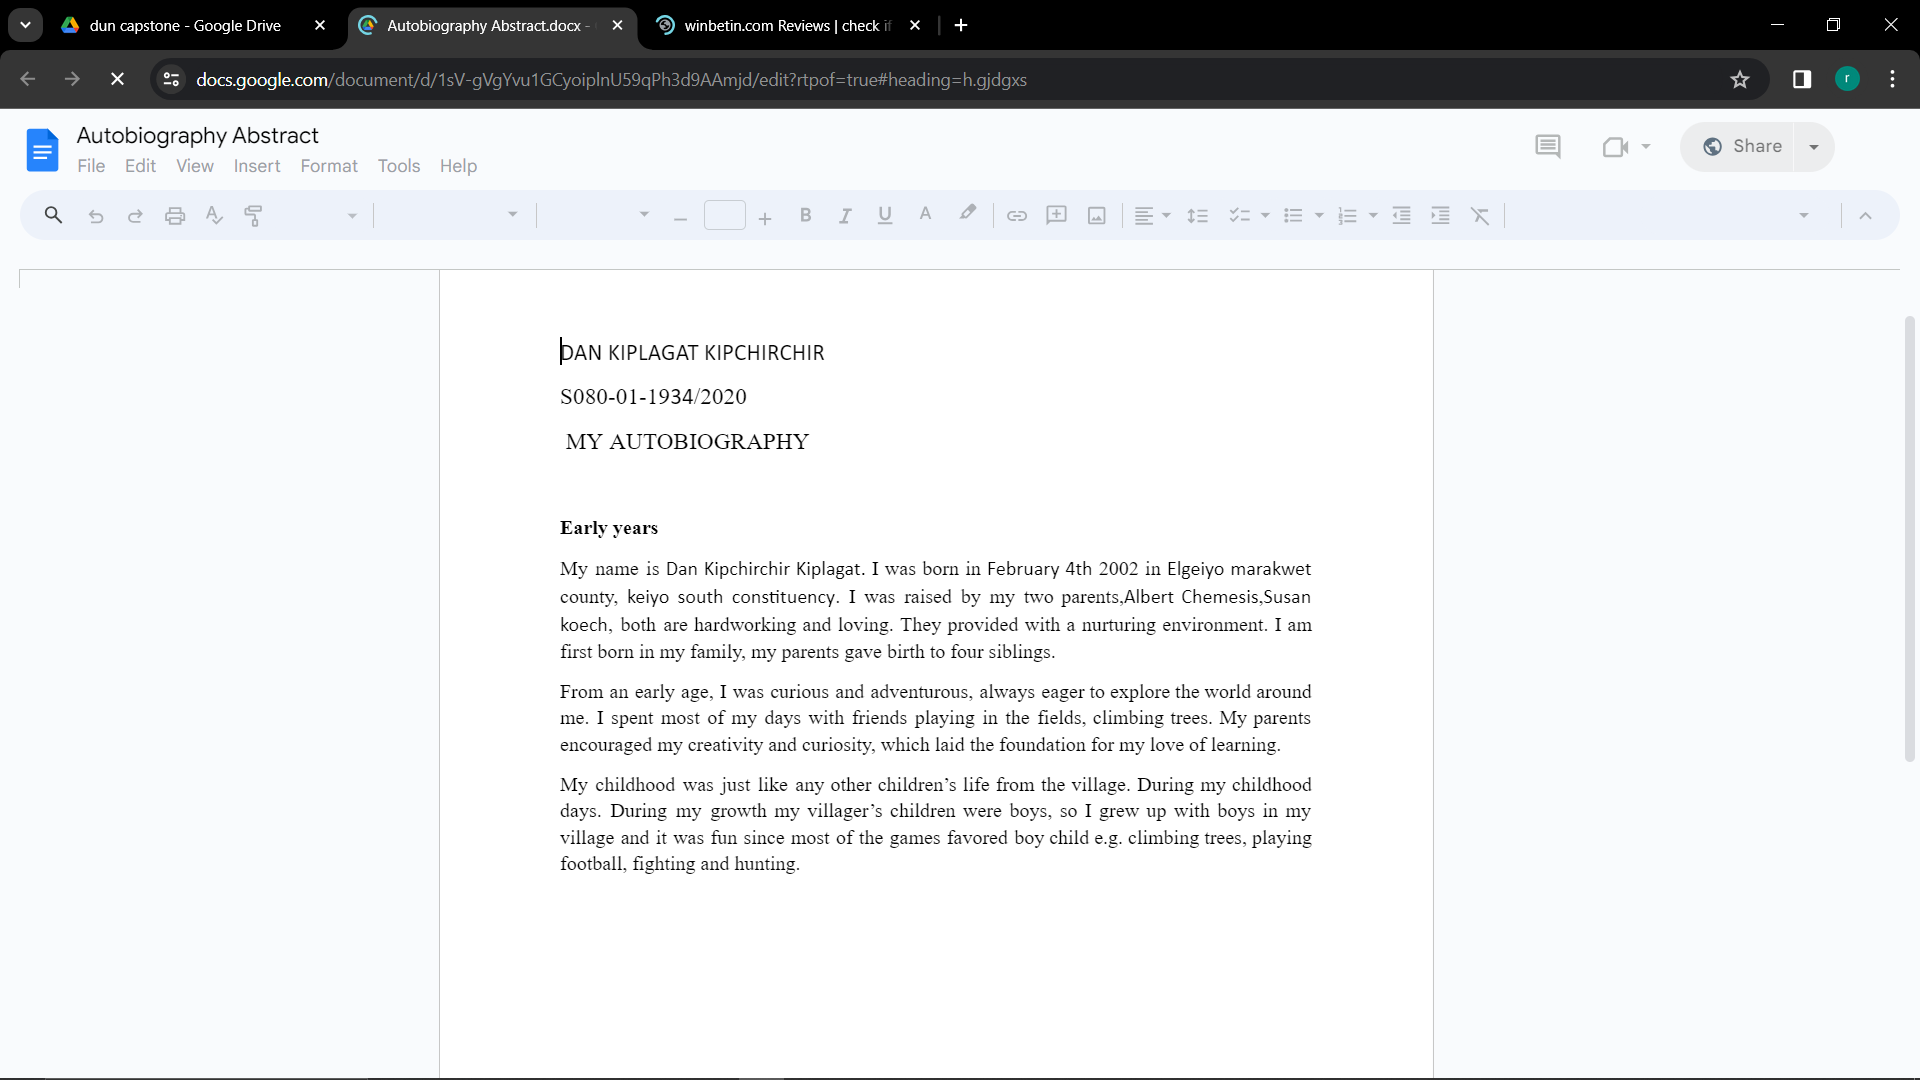 dun capstone - Google Drive
Autobiography Abstract.docx -
winbetin.com Reviews | check if
docs.google.com/document/d/1sV-gVgYvu1GCyoiplnU59qPh3d9AAmjd/edit?rtpof=true#heading=h.gjdgxs
r
Autobiography Abstract
File Edit View Insert Format Tools Help
Share
DAN KIPLAGAT KIPCHIRCHIR
S080-01-1934/2020
MY AUTOBIOGRAPHY
Early years
My name is Dan Kipchirchir Kiplagat. I was born in February 4th 2002 in Elgeiyo marakwet
county, keiyo south constituency. I was raised by my two parents,Albert Chemesis,Susan
koech, both are hardworking and loving. They provided with a nurturing environment. I am
first born in my family, my parents gave birth to four siblings.
From an early age, I was curious and adventurous, always eager to explore the world around
me. I spent most of my days with friends playing in the fields, climbing trees. My parents
encouraged my creativity and curiosity, which laid the foundation for my love of learning.
My childhood was just like any other children’s life from the village. During my childhood
days. During my growth my villager’s children were boys, so I grew up with boys in my
village and it was fun since most of the games favored boy child e.g. climbing trees, playing
football, fighting and hunting.